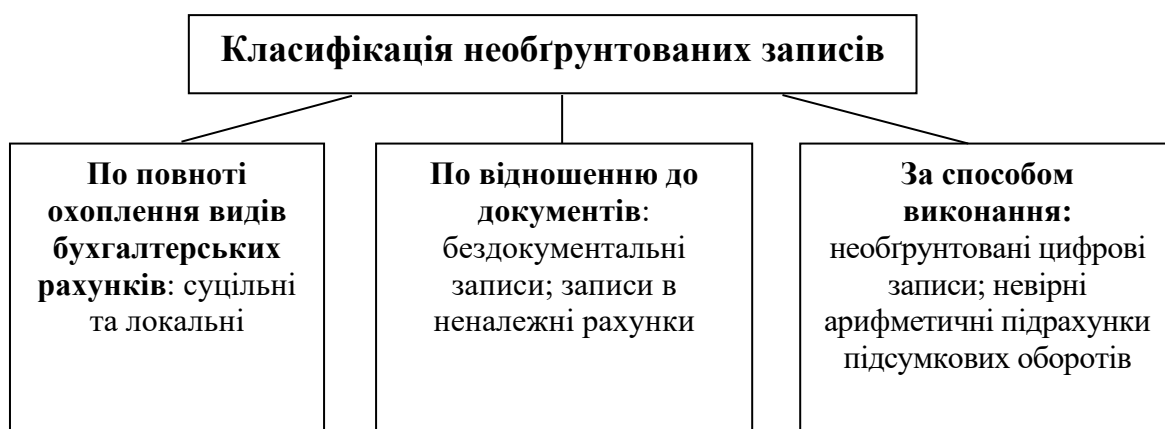 Класифікація необґрунтованих записів
По повноті
охоплення видів
бухгалтерських
рахунків: суцільні
та локальні
По відношенню до
документів:
бездокументальні
записи; записи в
неналежні рахунки
За способом
виконання:
необґрунтовані цифрові
записи; невірні
арифметичні підрахунки
підсумкових оборотів